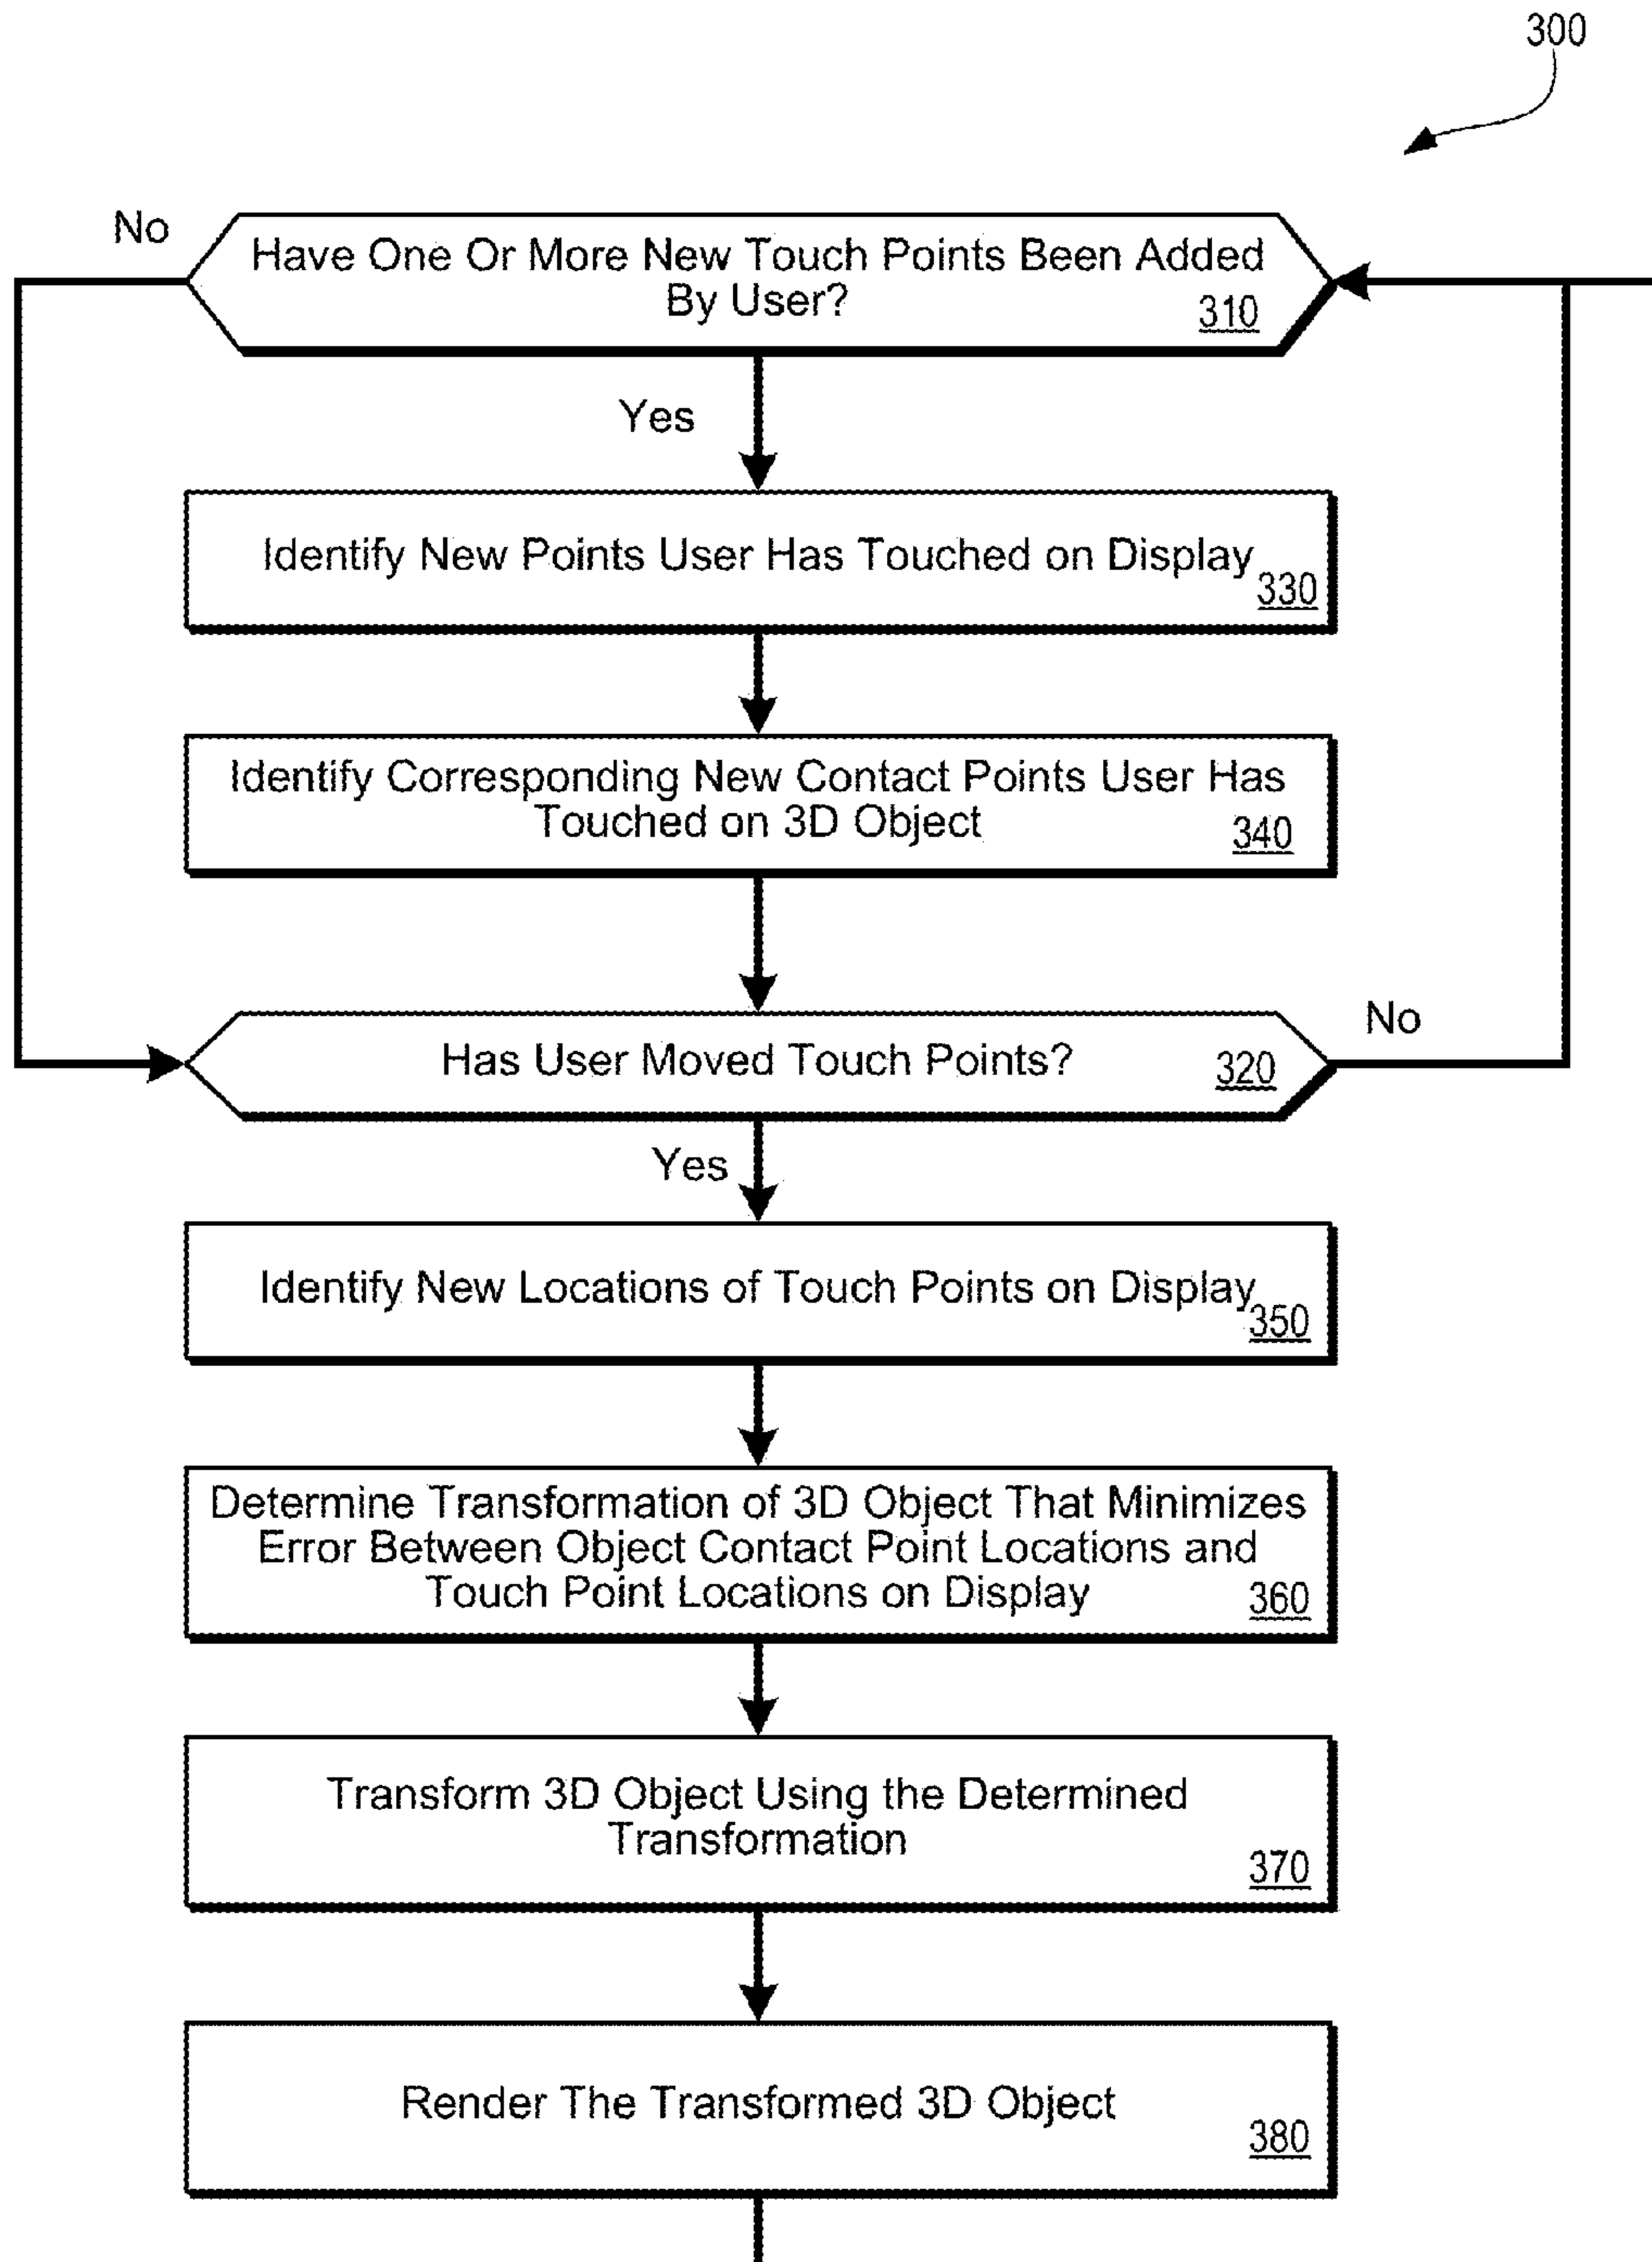 300
No
Have One Or More New Touch Points Been Added
By User?
310
Yes
Identify New Points User Has Touched on Display
330
Identify Corresponding New Contact Points User Has
Touched on 3D Object
340
Has User Moved Touch Points?
320
No
Yes
Identify New Locations of Touch Points on Display
350
Determine Transformation of 3D Object That Minimizes
Error Between Object Contact Point Locations and
Touch Point Locations on Display
360
Transform 3D Object Using the Determined
Transformation
370
Render The Transformed 3D Object
380